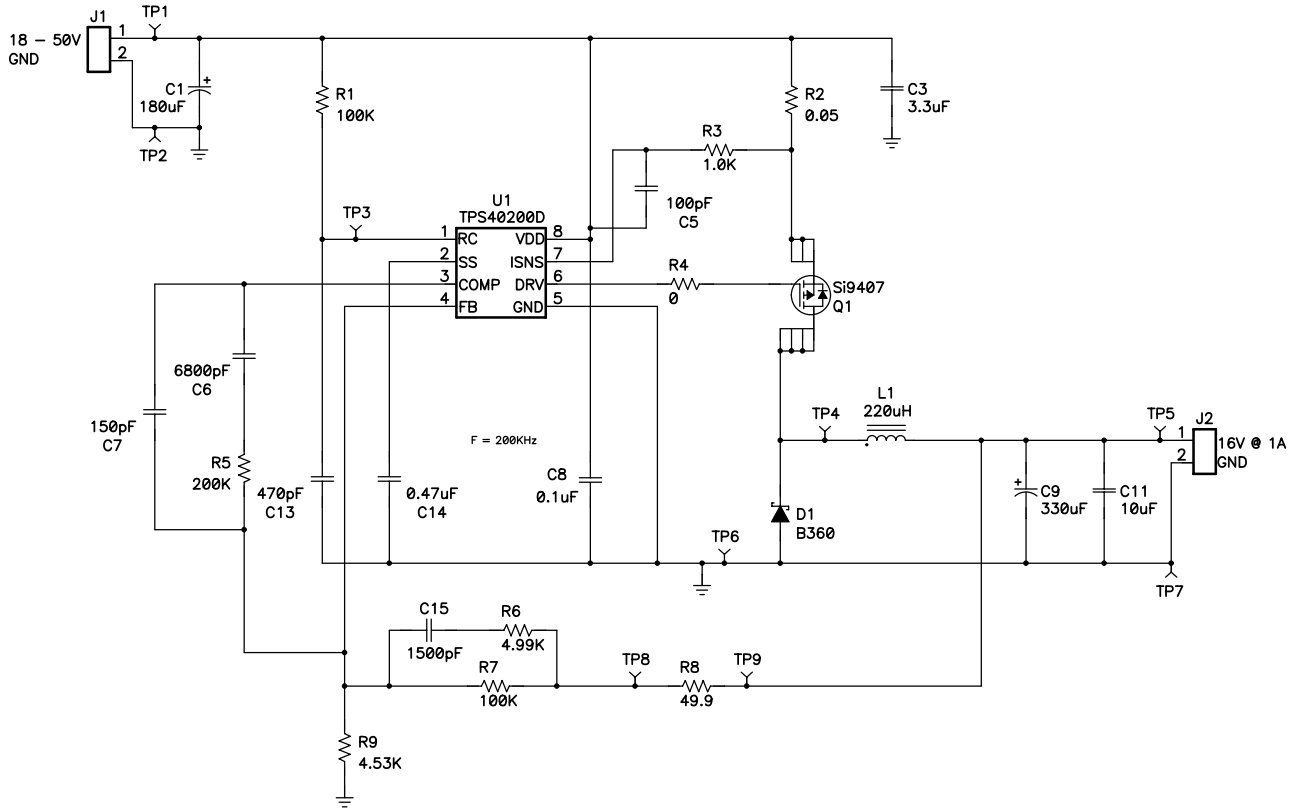 J1
TP1
18 – 50V
1
GND
2
C1
+
180uF
TP2
R1
100K
R2
0.05
C3
3.3uF
R3
1.0K
100pF
C5
U1
TPS40200D
TP3
1 RC VDD 8
2 SS ISNS 7
3 COMP DRV 6
4 FB GND 5
R4
0
Si9407
Q1
6800pF
C6
150pF
C7
R5
200K
470pF
C13
0.47uF
C14
F = 200KHz
C8
0.1uF
L1
220uH
TP4
TP5
J2
1
16V @ 1A
2
GND
D1
B360
+
C9
330uF
C11
10uF
TP6
TP7
C15
1500pF
R6
4.99K
R7
100K
TP8
R8
49.9
TP9
R9
4.53K